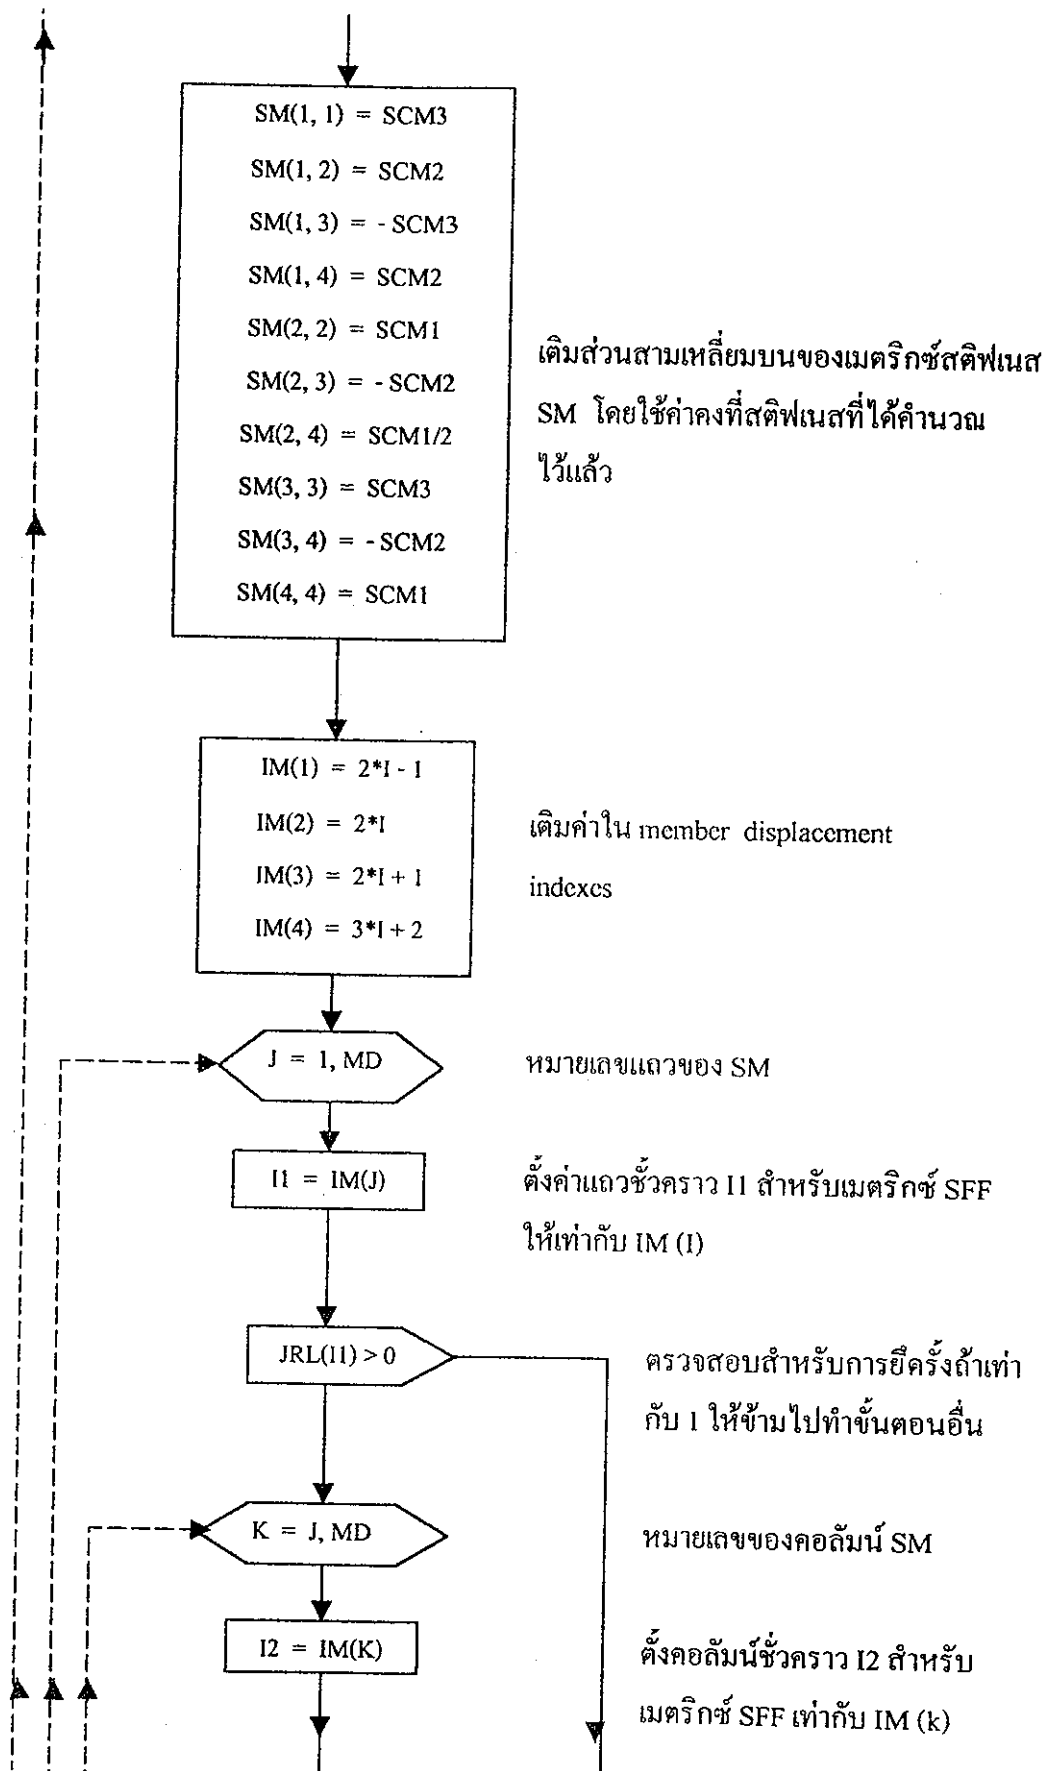 SM(1, 1) = SCM3
SM(1, 2) = SCM2
SM(1, 3) = - SCM3
SM(1, 4) = SCM2
SM(2, 2) = SCM1
SM(2, 3) = - SCM2
SM(2, 4) = SCM1/2
SM(3, 3) = SCM3
SM(3, 4) = - SCM2
SM(4, 4) = SCM1
เติมส่วนสามเหลี่ยมบนของเมตริกซ์สติฟเนส
SM โดยใช้ค่าคงที่สติฟเนสที่ได้คำนวณ
ไว้แล้ว
IM(1) = 2*I - 1
IM(2) = 2*I
IM(3) = 2*I + 1
IM(4) = 3*I + 2
เติมค่าใน member displacement
indexes
J = 1, MD
หมายเลขแถวของ SM
I1 = IM(J)
ตั้งค่าแถวชั้วคราว I1 สำหรับเมตริกซ์ SFF
ให้เท่ากับ IM (I)
JRL(I1) > 0
ตรวจสอบสำหรับการยึดรั้งถ้าเท่า
กับ 1 ให้ข้ามไปทำขั้นตอนอื่น
K = J, MD
หมายเลขของคอลัมน์ SM
I2 = IM(K)
ตั้งคอลัมน์ชั่วคราว I2 สำหรับ
เมตริกซ์ SFF เท่ากับ IM (k)